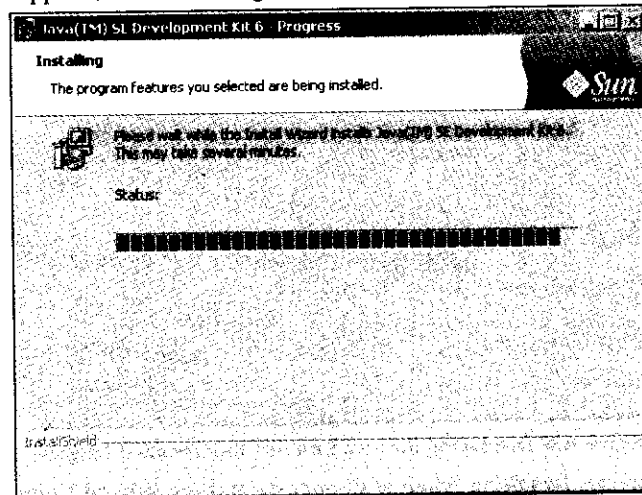 Java(TM) SE Development Kit 6 - Progress
Installing
The program features you selected are being installed.
Sun
Please wait while the Install Wizard installs Java(TM) SE Development Kit 6.
This may take several minutes.
Status:
InstallShield